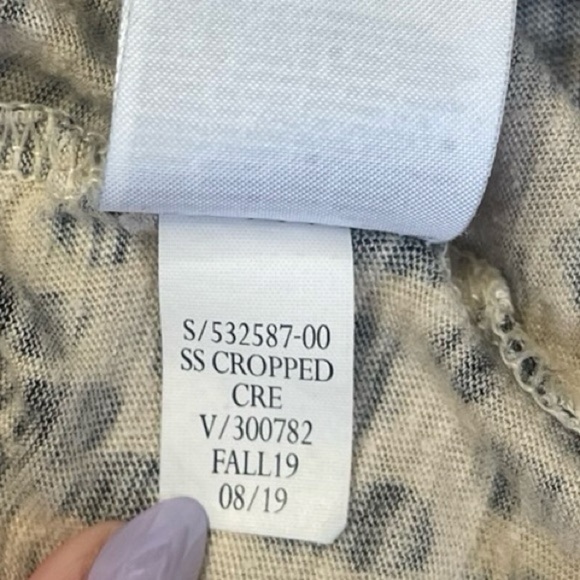 S/532587-00
SS CROPPED
CRE
V/300782
FALL19
08/19